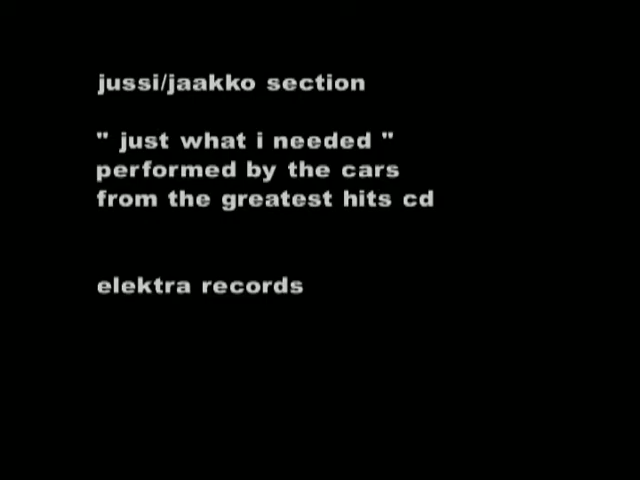 jussi/jaakko section
" just what i needed "
performed by the cars
from the greatest hits cd
elektra records